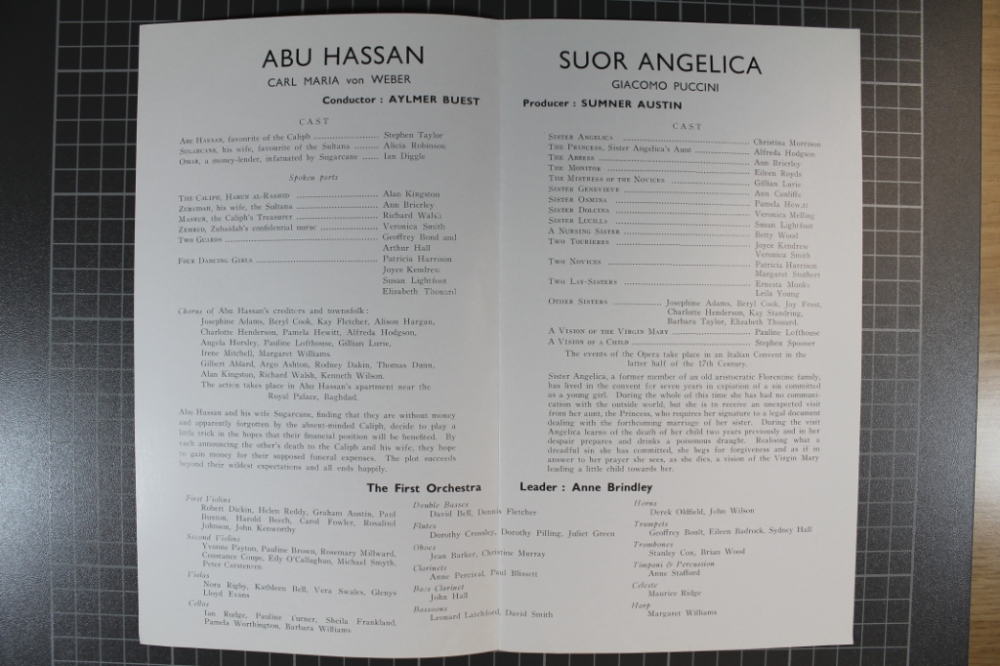 ABU HASSAN
CARL MARIA von WEBER
Conductor : AYLMER BUEST
CAST
ABU HASSAN, favourite of the Caliph ........ Stephen Taylor
SUGARCANE, his wife, favourite of the Sultana ........ Alicia Robinson
OMAR, a money-lender, infatuated by Sugarcane ...... Ian Diggle
Spoken parts
THE CALIPH, HARUN AL-RASHID ........ Alan Kingston
ZUBEIDAH, his wife, the Sultana ........ Ann Brierley
MASRUR, the Caliph's Treasurer ........ Richard Walsh
ZEMRUD, Zubaidah's confidential nurse ........ Veronica Smith
TWO GUARDS ........ Geoffrey Bond and
Arthur Hall
FOUR DANCING GIRLS ........ Patricia Harrison
Joyce Kendrew
Susan Lightfoot
Elizabeth Thouard
Chorus of Abu Hassan's creditors and townsfolk :
Josephine Adams, Beryl Cook, Kay Fletcher, Alison Hargan,
Charlotte Henderson, Pamela Hewitt, Alfreda Hodgson,
Angela Horsley, Pauline Lofthouse, Gillian Lurie,
Irene Mitchell, Margaret Williams.
Gilbert Ablard, Argo Ashton, Rodney Dakin, Thomas Dunn,
Alan Kingston, Richard Walsh, Kenneth Wilson.
The action takes place in Abu Hassan's apartment near the
Royal Palace, Baghdad.
Abu Hassan and his wife Sugarcane, finding that they are without money
and apparently forgotten by the absent-minded Caliph, decide to play a
little trick in the hopes that their financial position will be benefited. By
each announcing the other's death to the Caliph and his wife, they hope
to gain money for their supposed funeral expenses. The plot succeeds
beyond their wildest expectations and all ends happily.
SUOR ANGELICA
GIACOMO PUCCINI
Producer : SUMNER AUSTIN
CAST
SISTER ANGELICA ........ Christina Morrison
THE PRINCESS, Sister Angelica's Aunt ........ Alfreda Hodgson
THE ABBESS ........ Ann Brierley
THE MONITOR ........ Eileen Royds
THE MISTRESS OF THE NOVICES ........ Gillian Lurie
SISTER GENEVIEVE ........ Ann Cunliffe
SISTER OSMINA ........ Pamela Hewitt
SISTER DOLCINA ........ Veronica Melling
SISTER LUCILLA ........ Susan Lightfoot
A NURSING SISTER ........ Betty Wood
TWO TOURIERES ........ Joyce Kendrew
Veronica Smith
TWO NOVICES ........ Patricia Harrison
Margaret Stothert
TWO LAY-SISTERS ........ Ernesta Monks
Leila Young
OTHER SISTERS ........ Josephine Adams, Beryl Cook, Joy Frost,
Charlotte Henderson, Kay Standring,
Barbara Taylor, Elizabeth Thouard.
A VISION OF THE VIRGIN MARY ........ Pauline Lofthouse
A VISION OF A CHILD ........ Stephen Spooner
The events of the Opera take place in an Italian Convent in the
latter half of the 17th Century.
Sister Angelica, a former member of an old aristocratic Florentine family,
has lived in the convent for seven years in expiation of a sin committed
as a young girl. During the whole of this time she has had no communi-
cation with the outside world, but she is to receive an unexpected visit
from her aunt, the Princess, who requires her signature to a legal document
dealing with the forthcoming marriage of her sister. During the visit
Angelica learns of the death of her child two years previously and in her
despair prepares and drinks a poisonous draught. Realising what a
dreadful sin she has committed, she begs for forgiveness and as if in
answer to her prayer she sees, as she dies, a vision of the Virgin Mary
leading a little child towards her.
The First Orchestra Leader : Anne Brindley
First Violins
Robert Dickin, Helen Reddy, Graham Austin, Paul
Buxton, Harold Beech, Carol Fowler, Rosalind
Johnson, John Kenworthy
Second Violins
Yvonne Payton, Pauline Brown, Rosemary Millward,
Constance Coupe, Edy O'Callaghan, Michael Smyth,
Peter Carstensen
Violas
Nora Rigby, Kathleen Bell, Vera Swales, Glenys
Lloyd Evans
Cellos
Ian Rudge, Pauline Turner, Sheila Frankland,
Pamela Worthington, Barbara Williams
Double Basses
David Bell, Dennis Fletcher
Flutes
Dorothy Crossley, Dorothy Pilling, Juliet Green
Oboes
Jean Barker, Christine Murray
Clarinets
Anne Percival, Paul Blissett
Bass Clarinet
John Hall
Bassoons
Leonard Latchford, David Smith
Horns
Derek Oldfield, John Wilson
Trumpets
Geoffrey Boult, Eileen Badrock, Sydney Hall
Trombones
Stanley Cox, Brian Wood
Timpani & Percussion
Anne Stafford
Celeste
Maurice Ridge
Harp
Margaret Williams